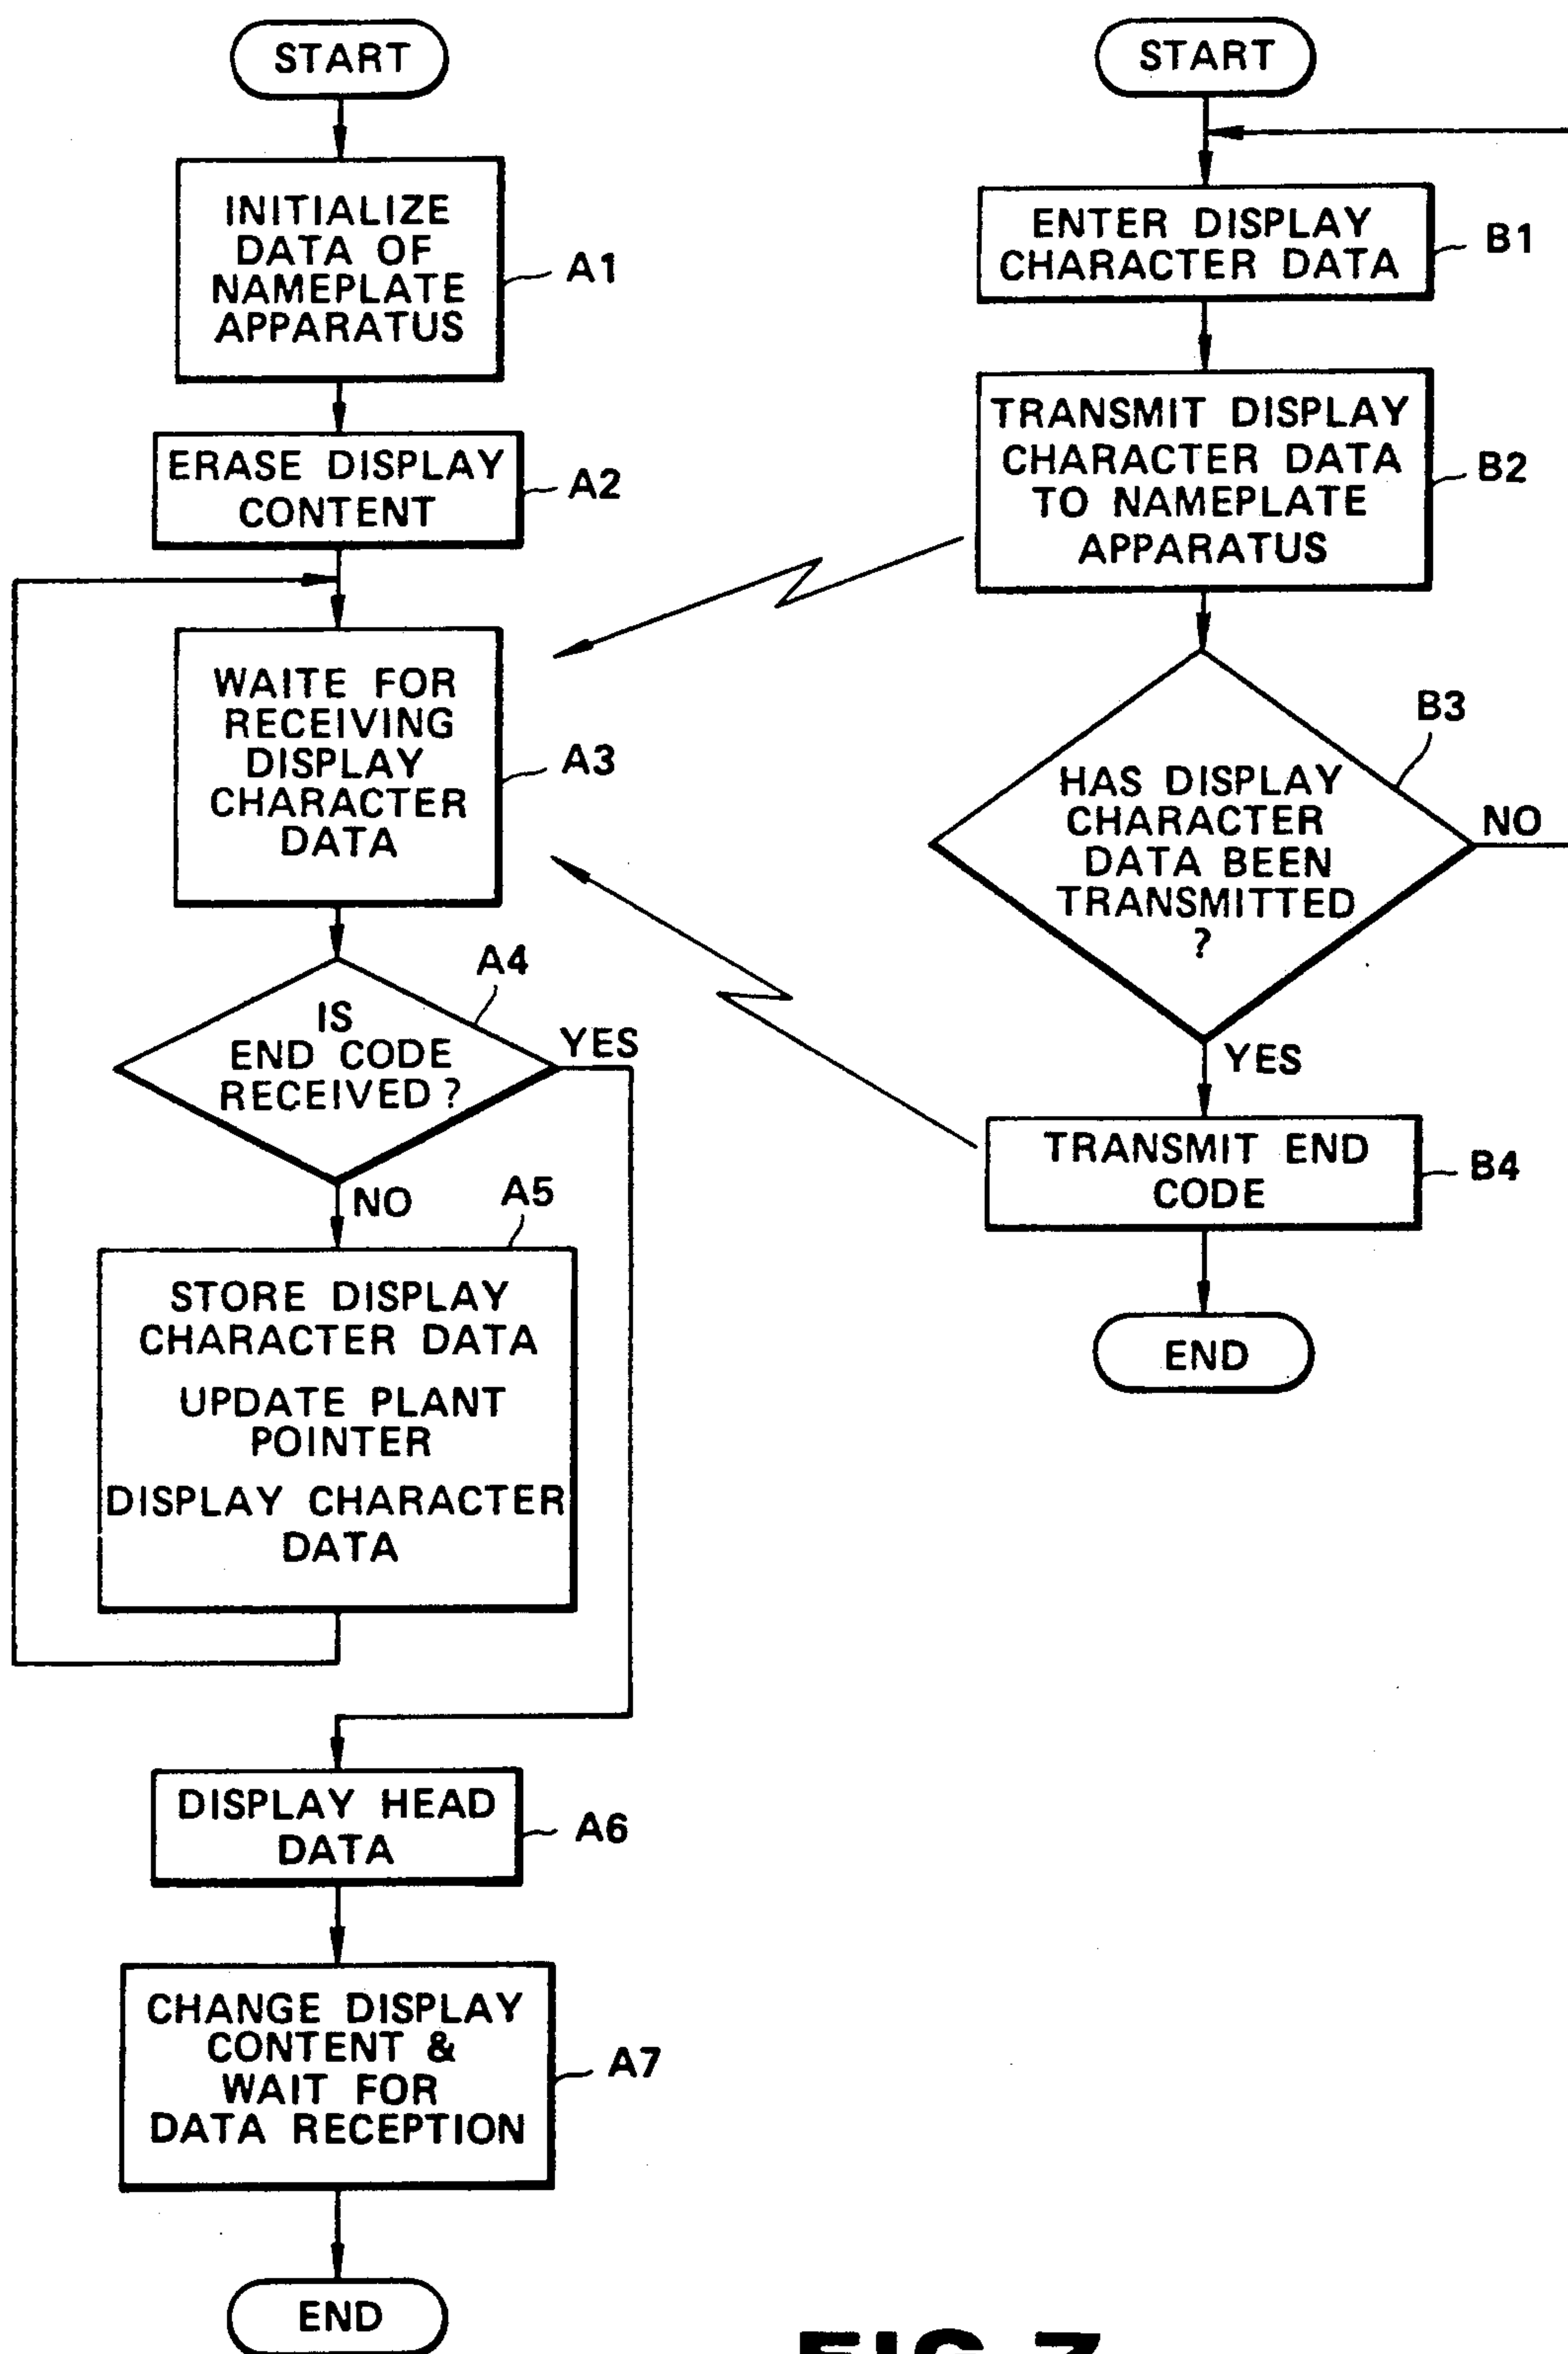 START
INITIALIZE
DATA OF
NAMEPLATE
APPARATUS
A1
ERASE DISPLAY
CONTENT
A2
WAITE FOR
RECEIVING
DISPLAY
CHARACTER
DATA
A3
A4
IS
END CODE
RECEIVED ?
YES
NO
A5
STORE DISPLAY
CHARACTER DATA
UPDATE PLANT
POINTER
DISPLAY CHARACTER
DATA
DISPLAY HEAD
DATA
A6
CHANGE DISPLAY
CONTENT &
WAIT FOR
DATA RECEPTION
A7
END
START
ENTER DISPLAY
CHARACTER DATA
B1
TRANSMIT DISPLAY
CHARACTER DATA
TO NAMEPLATE
APPARATUS
B2
B3
HAS DISPLAY
CHARACTER
DATA BEEN
TRANSMITTED
?
NO
YES
TRANSMIT END
CODE
B4
END